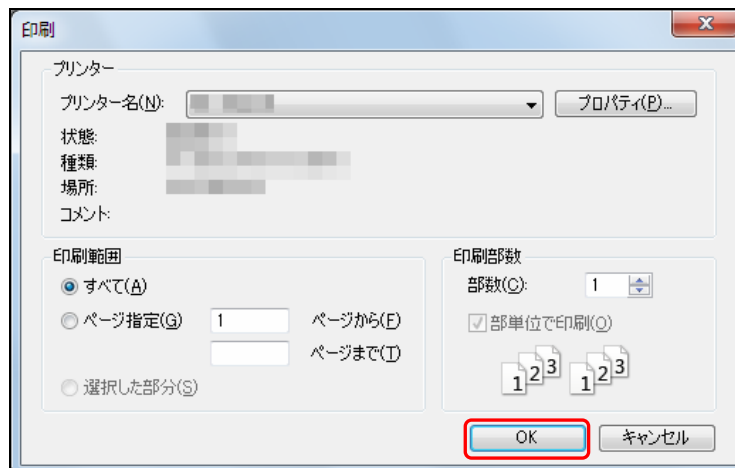 印刷
プリンター
プリンター名(N):
プロパティ(P)...
状態:
種類:
場所:
コメント:
印刷範囲
すべて(A)
ページ指定(G) 1 ページから(F)
ページまで(T)
選択した部分(S)
印刷部数
部数(C): 1
部単位で印刷(O)
1 2 3 1 2 3
OK キャンセル